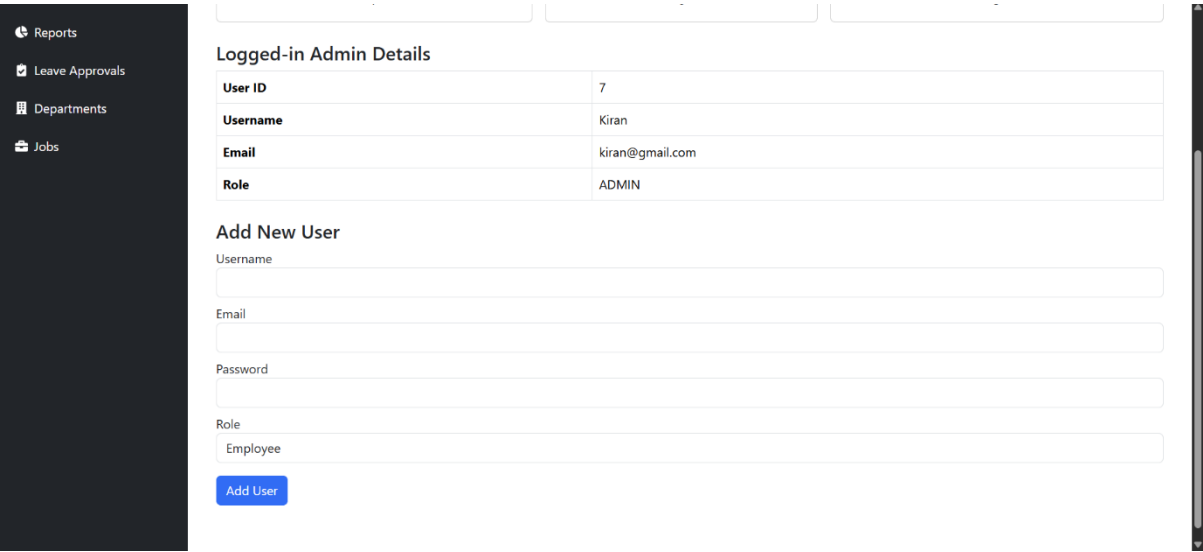 Reports
Leave Approvals
Departments
Jobs
Logged-in Admin Details
User ID 7
Username Kiran
Email kiran@gmail.com
Role ADMIN
Add New User
Username
Email
Password
Role
Employee
Add User